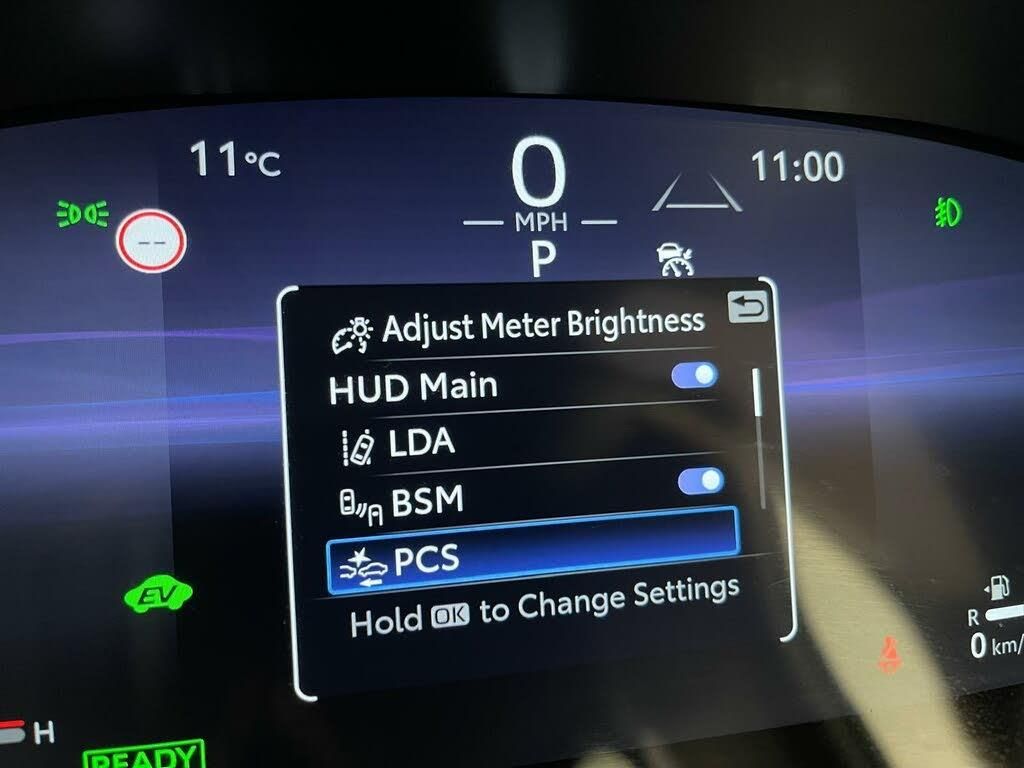 11°C
0
11:00
MPH
--
P
Adjust Meter Brightness
HUD Main
LDA
BSM
PCS
Hold OK to Change Settings
EV
R
0 km/
H
READY